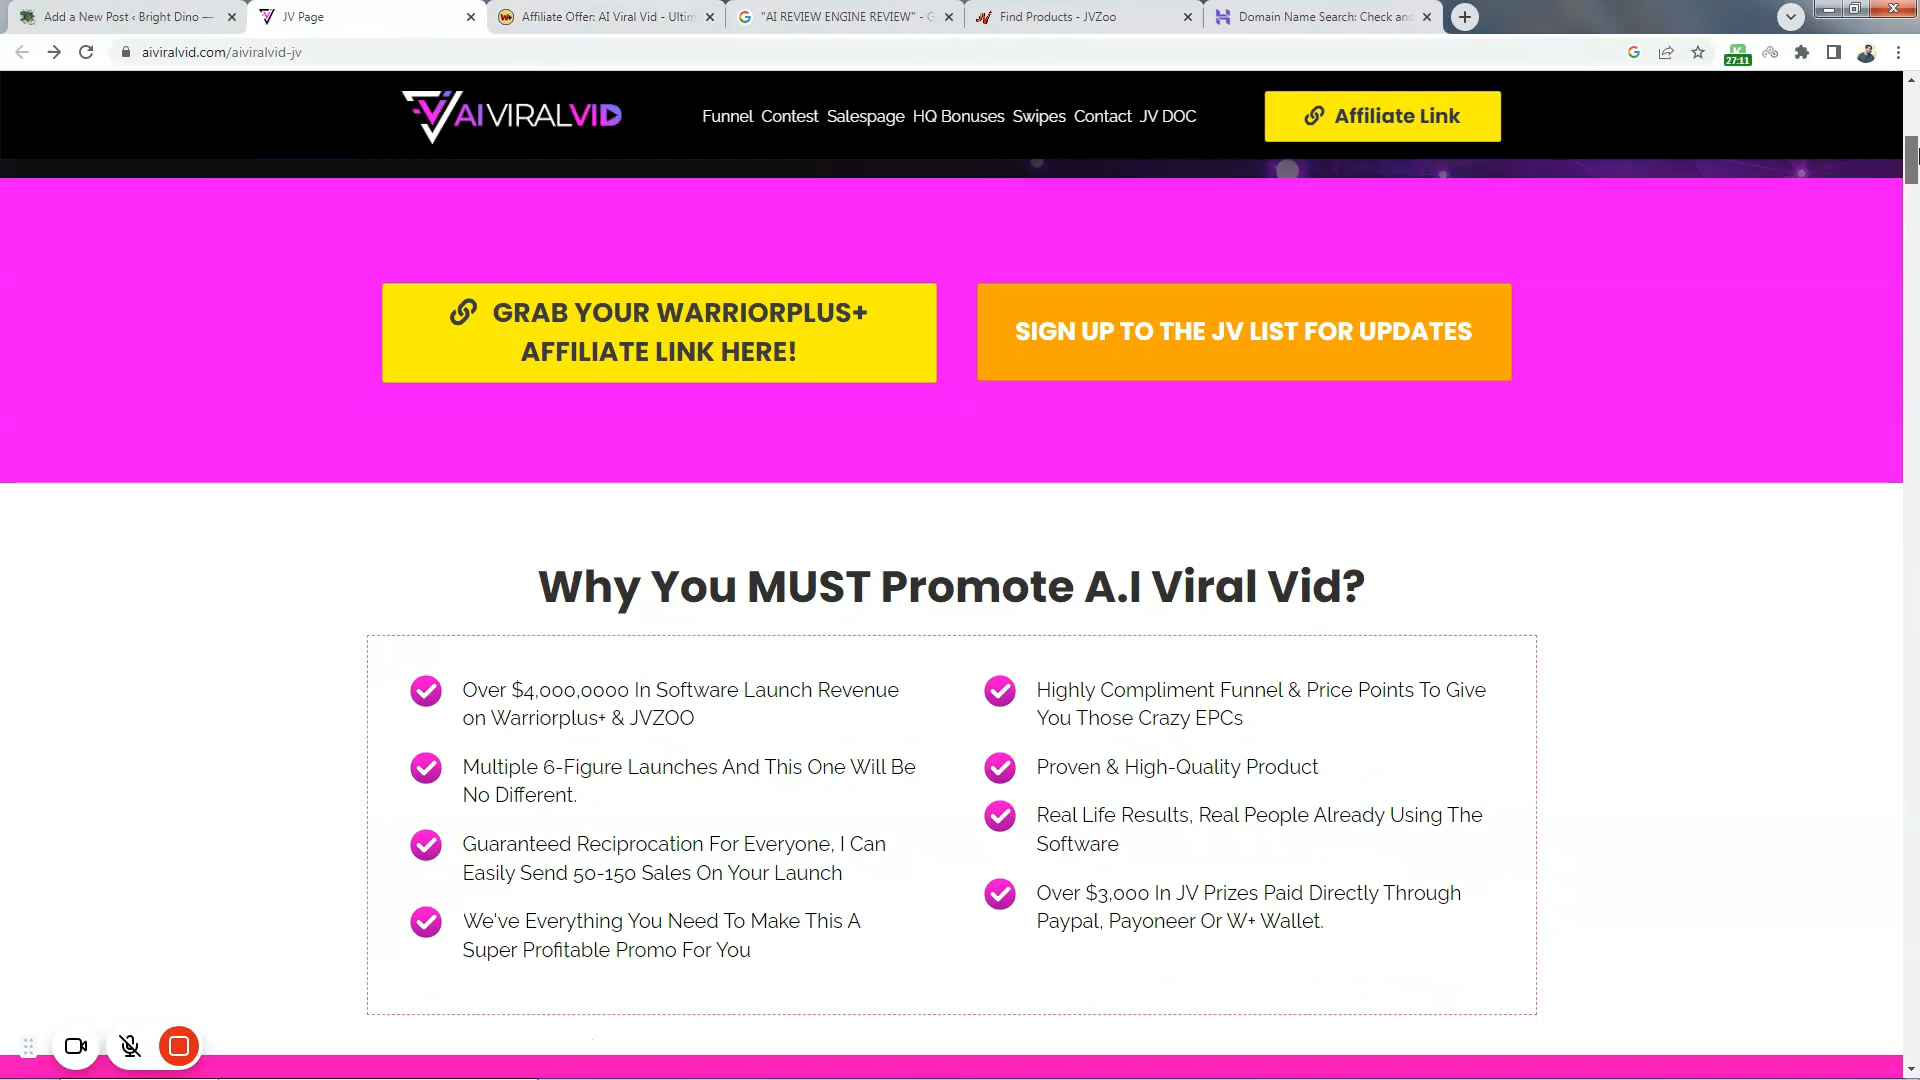 Add a New Post ‹ Bright Dino —
JV Page
Affiliate Offer: AI Viral Vid - Ultim
"AI REVIEW ENGINE REVIEW" - G
Find Products - JVZoo
Domain Name Search: Check and
aiviralvid.com/aiviralvid-jv
27:11
AIVIRALVID
Funnel Contest Salespage HQ Bonuses Swipes Contact JV DOC
Affiliate Link
GRAB YOUR WARRIORPLUS+
AFFILIATE LINK HERE!
SIGN UP TO THE JV LIST FOR UPDATES
Why You MUST Promote A.I Viral Vid?
Over $4,000,0000 In Software Launch Revenue
on Warriorplus+ & JVZOO
Multiple 6-Figure Launches And This One Will Be
No Different.
Guaranteed Reciprocation For Everyone, I Can
Easily Send 50-150 Sales On Your Launch
We've Everything You Need To Make This A
Super Profitable Promo For You
Highly Compliment Funnel & Price Points To Give
You Those Crazy EPCs
Proven & High-Quality Product
Real Life Results, Real People Already Using The
Software
Over $3,000 In JV Prizes Paid Directly Through
Paypal, Payoneer Or W+ Wallet.